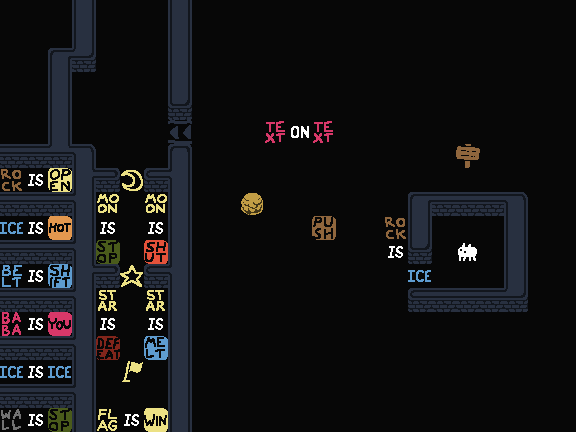 TEXT ON TEXT
ROCK IS OPEN
MOON MOON
ICE IS HOT
IS IS
PUSH
ROCK
STOP SHUT
IS
BELT IS SHIFT
ICE
STAR STAR
BABA IS YOU
IS IS
DEFEAT MELT
ICE IS ICE
WALL IS STOP
FLAG IS WIN